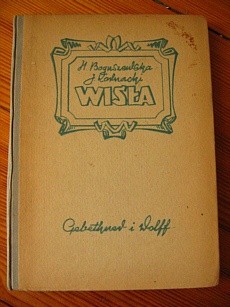 H. Boguszewska
J. Kornacki
WISŁA
Gebethner i Wolff